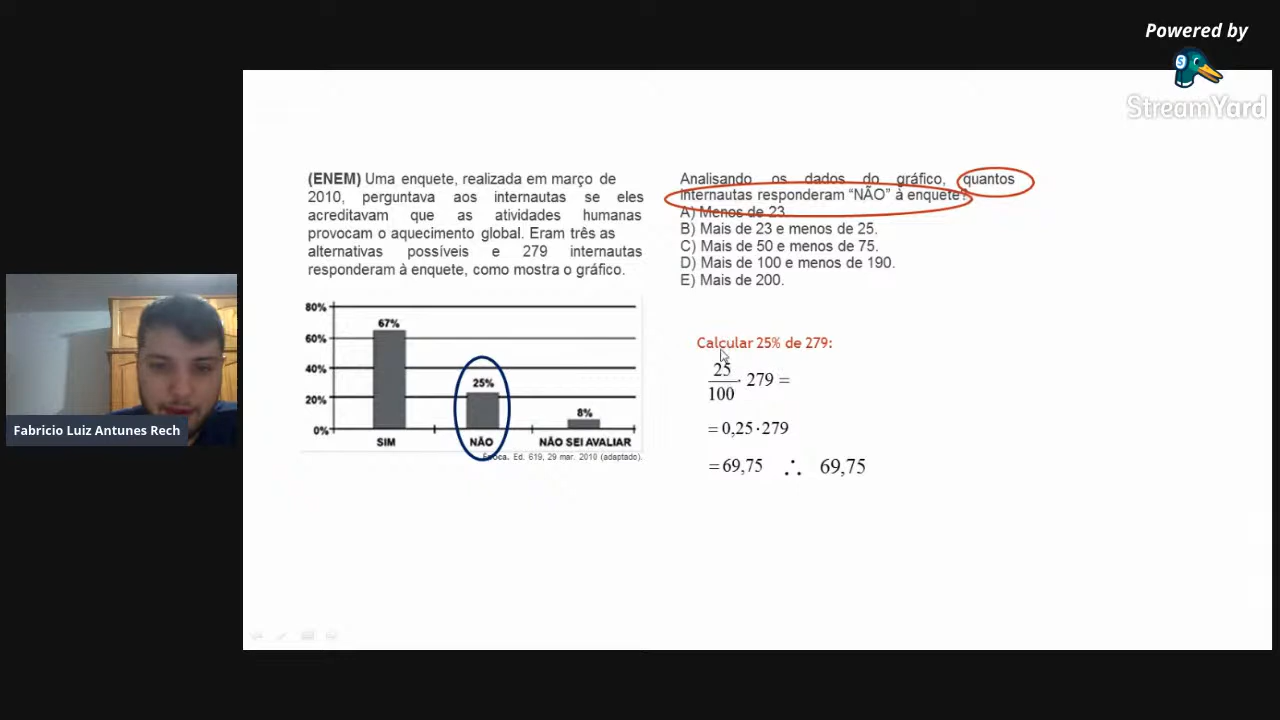 Powered by
StreamYard
(ENEM) Uma enquete, realizada em março de
2010, perguntava aos internautas se eles
acreditavam que as atividades humanas
provocam o aquecimento global. Eram três as
alternativas possíveis e 279 internautas
responderam à enquete, como mostra o gráfico.
80%
60%
40%
20%
0%
67%
25%
8%
SIM
NÃO
NÃO SEI AVALIAR
Época. Ed. 619, 29 mar. 2010 (adaptado).
Analisando os dados do gráfico, quantos
internautas responderam “NÃO” à enquete?
A) Menos de 23.
B) Mais de 23 e menos de 25.
C) Mais de 50 e menos de 75.
D) Mais de 100 e menos de 190.
E) Mais de 200.
Calcular 25% de 279:
25/100 · 279 =
= 0,25·279
= 69,75 ∴ 69,75
Fabricio Luiz Antunes Rech